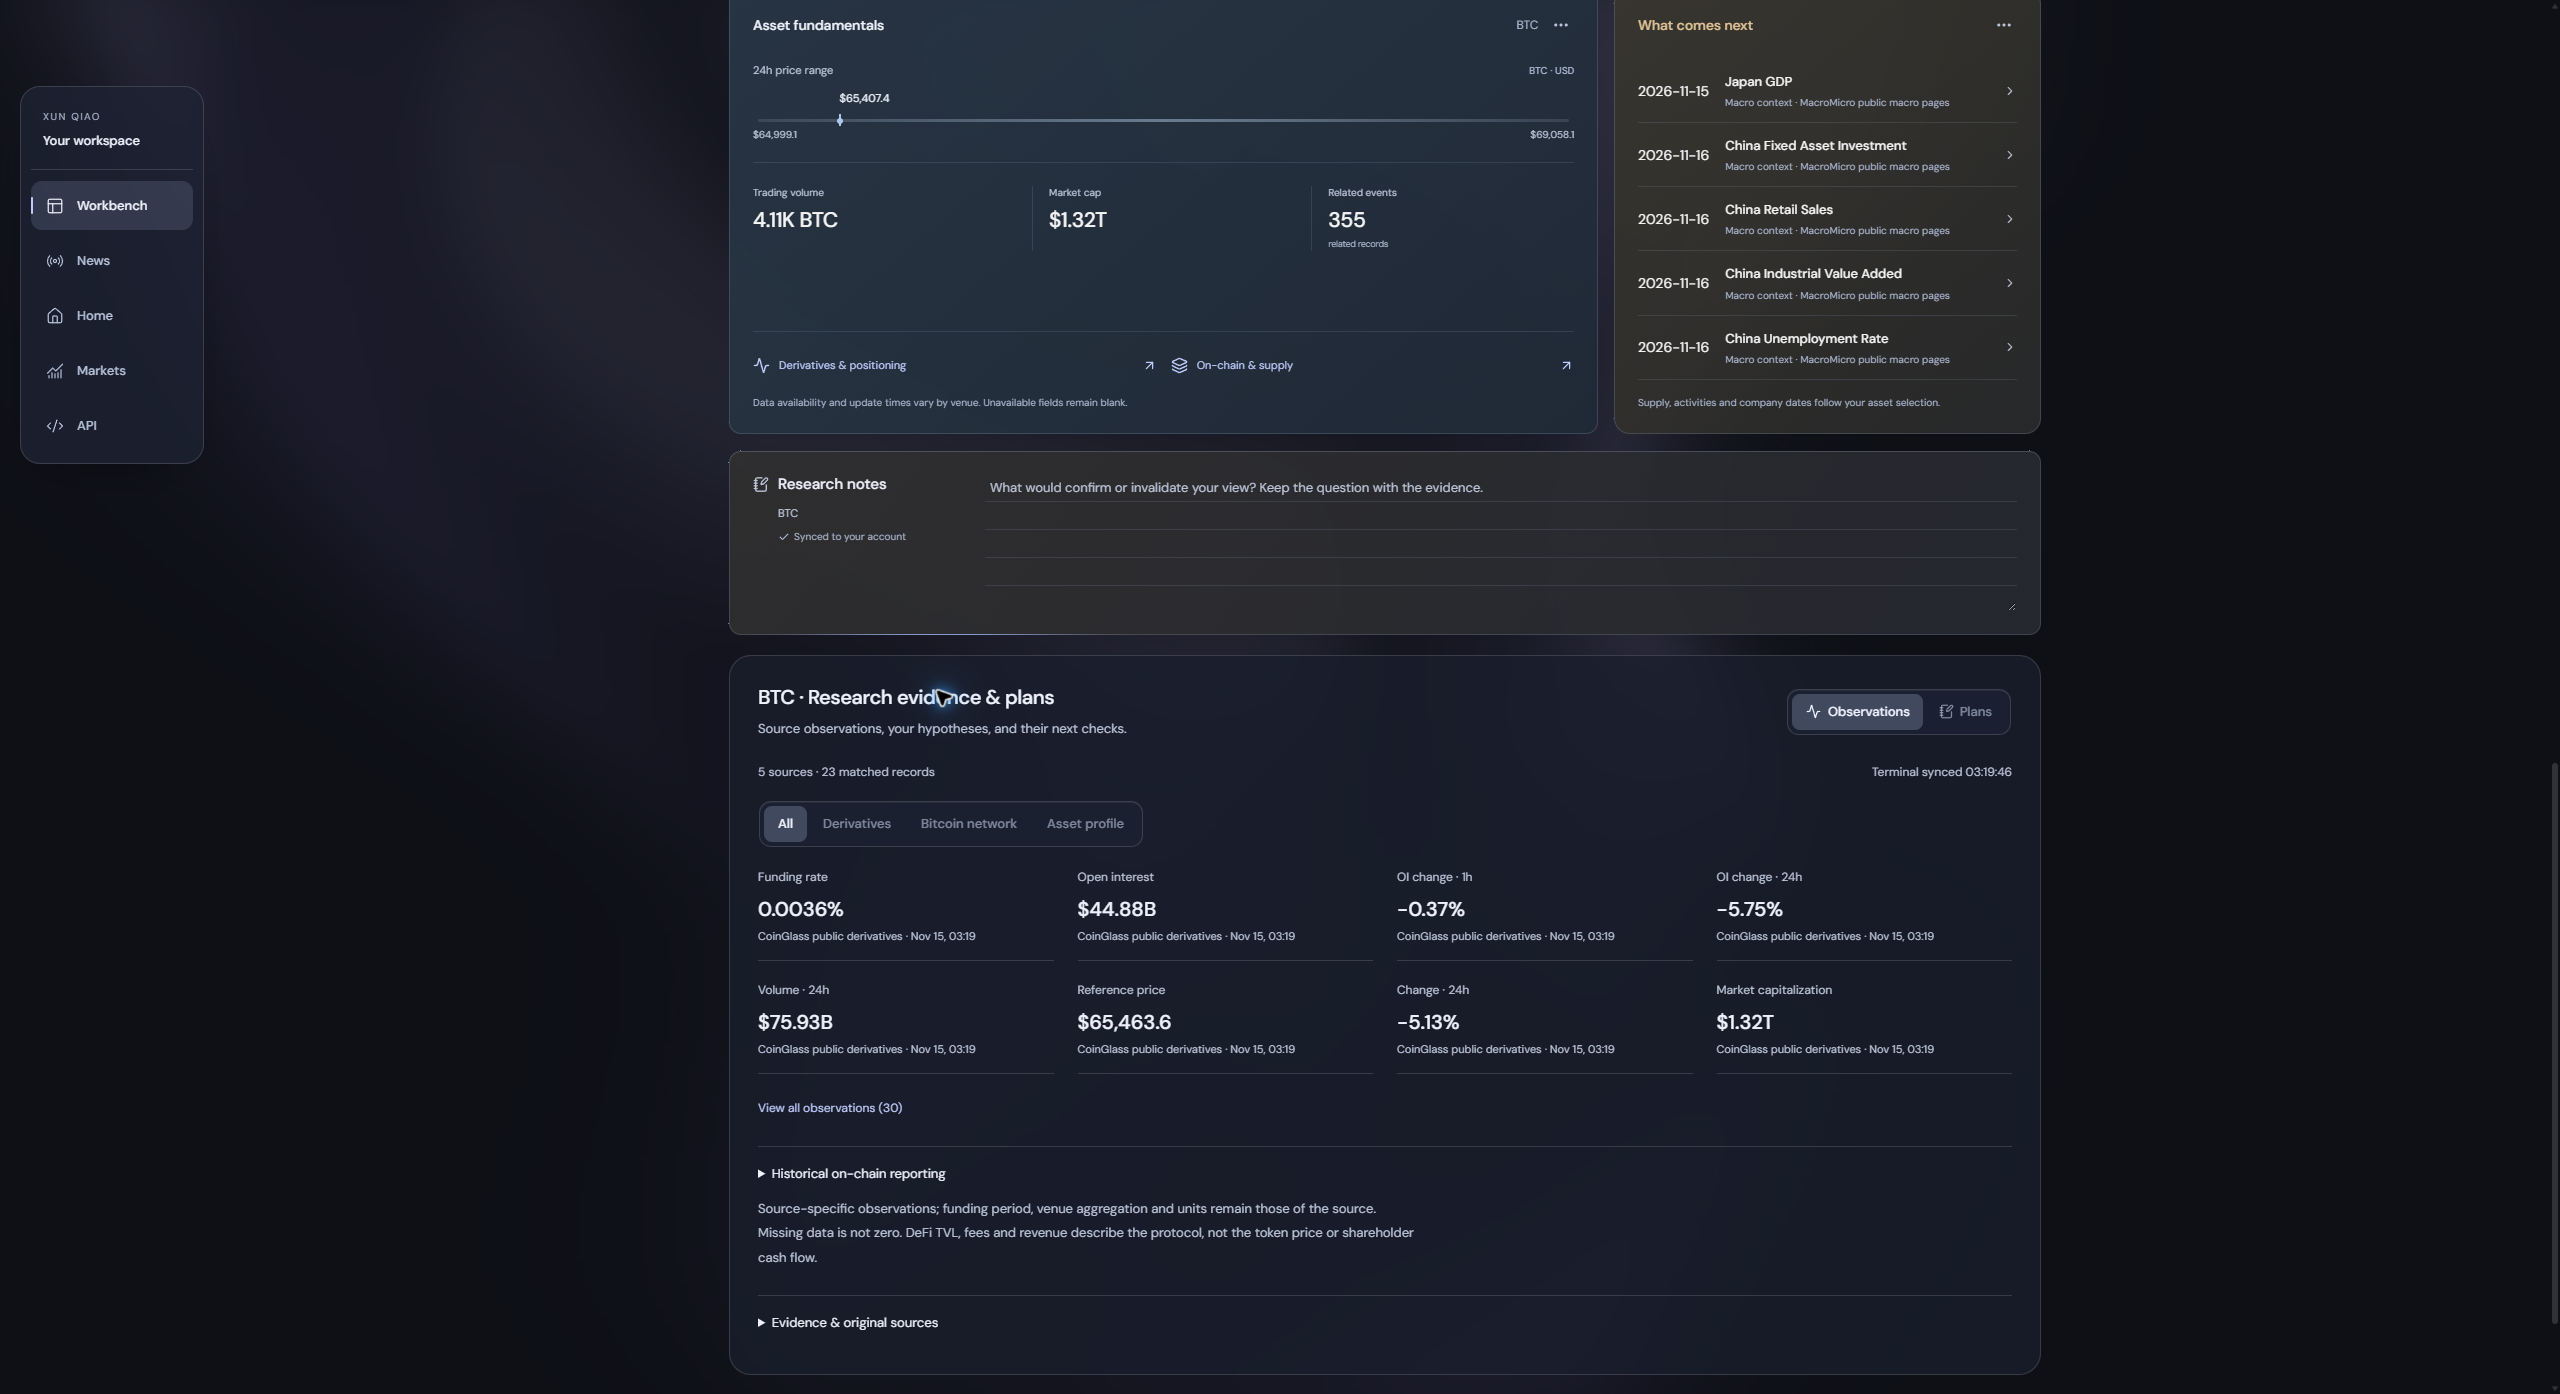 XUN QIAO
Your workspace
Workbench
News
Home
Markets
API
Asset fundamentals
BTC
24h price range
BTC · USD
$65,407.4
$64,999.1
$69,058.1
Trading volume
4.11K BTC
Market cap
$1.32T
Related events
355
related records
Derivatives & positioning
On-chain & supply
Data availability and update times vary by venue. Unavailable fields remain blank.
What comes next
2026-11-15
Japan GDP
Macro context · MacroMicro public macro pages
2026-11-16
China Fixed Asset Investment
Macro context · MacroMicro public macro pages
2026-11-16
China Retail Sales
Macro context · MacroMicro public macro pages
2026-11-16
China Industrial Value Added
Macro context · MacroMicro public macro pages
2026-11-16
China Unemployment Rate
Macro context · MacroMicro public macro pages
Supply, activities and company dates follow your asset selection.
Research notes
BTC
Synced to your account
What would confirm or invalidate your view? Keep the question with the evidence.
BTC · Research evidence & plans
Source observations, your hypotheses, and their next checks.
Observations
Plans
5 sources · 23 matched records
Terminal synced 03:19:46
All
Derivatives
Bitcoin network
Asset profile
Funding rate
0.0036%
CoinGlass public derivatives · Nov 15, 03:19
Open interest
$44.88B
CoinGlass public derivatives · Nov 15, 03:19
OI change · 1h
-0.37%
CoinGlass public derivatives · Nov 15, 03:19
OI change · 24h
-5.75%
CoinGlass public derivatives · Nov 15, 03:19
Volume · 24h
$75.93B
CoinGlass public derivatives · Nov 15, 03:19
Reference price
$65,463.6
CoinGlass public derivatives · Nov 15, 03:19
Change · 24h
-5.13%
CoinGlass public derivatives · Nov 15, 03:19
Market capitalization
$1.32T
CoinGlass public derivatives · Nov 15, 03:19
View all observations (30)
Historical on-chain reporting
Source-specific observations; funding period, venue aggregation and units remain those of the source.
Missing data is not zero. DeFi TVL, fees and revenue describe the protocol, not the token price or shareholder
cash flow.
Evidence & original sources